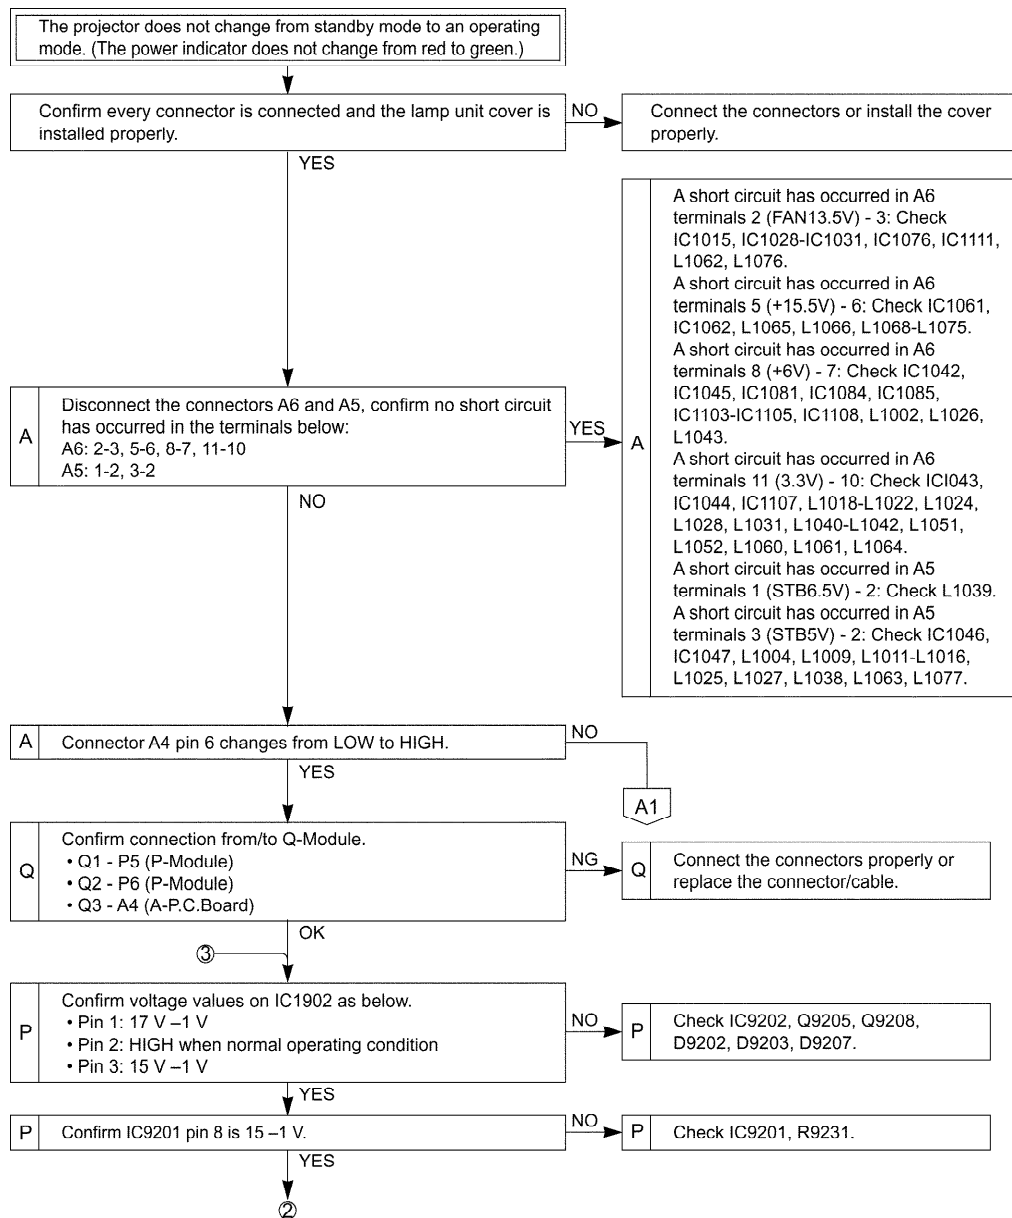 The projector does not change from standby mode to an operating
mode. (The power indicator does not change from red to green.)
Confirm every connector is connected and the lamp unit cover is
installed properly.
NO
Connect the connectors or install the cover
properly.
YES
A
Disconnect the connectors A6 and A5, confirm no short circuit
has occurred in the terminals below:
A6: 2-3, 5-6, 8-7, 11-10
A5: 1-2, 3-2
YES
A
A short circuit has occurred in A6
terminals 2 (FAN13.5V) - 3: Check
IC1015, IC1028-IC1031, IC1076, IC1111,
L1062, L1076.
A short circuit has occurred in A6
terminals 5 (+15.5V) - 6: Check IC1061,
IC1062, L1065, L1066, L1068-L1075.
A short circuit has occurred in A6
terminals 8 (+6V) - 7: Check IC1042,
IC1045, IC1081, IC1084, IC1085,
IC1103-IC1105, IC1108, L1002, L1026,
L1043.
A short circuit has occurred in A6
terminals 11 (3.3V) - 10: Check ICI043,
IC1044, IC1107, L1018-L1022, L1024,
L1028, L1031, L1040-L1042, L1051,
L1052, L1060, L1061, L1064.
A short circuit has occurred in A5
terminals 1 (STB6.5V) - 2: Check L1039.
A short circuit has occurred in A5
terminals 3 (STB5V) - 2: Check IC1046,
IC1047, L1004, L1009, L1011-L1016,
L1025, L1027, L1038, L1063, L1077.
NO
A
Connector A4 pin 6 changes from LOW to HIGH.
NO
A1
YES
Q
Confirm connection from/to Q-Module.
• Q1 - P5 (P-Module)
• Q2 - P6 (P-Module)
• Q3 - A4 (A-P.C.Board)
NG
Q
Connect the connectors properly or
replace the connector/cable.
OK
③
P
Confirm voltage values on IC1902 as below.
• Pin 1: 17 V –1 V
• Pin 2: HIGH when normal operating condition
• Pin 3: 15 V –1 V
NO
P
Check IC9202, Q9205, Q9208,
D9202, D9203, D9207.
YES
P
Confirm IC9201 pin 8 is 15 –1 V.
NO
P
Check IC9201, R9231.
YES
②